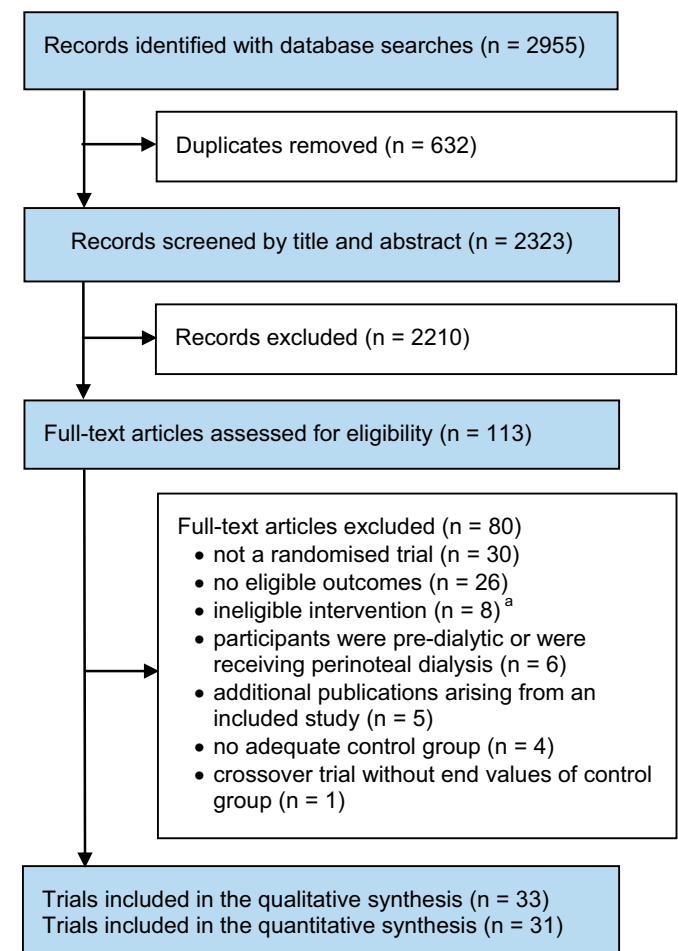 Records identified with database searches (n = 2955)
Duplicates removed (n = 632)
Records screened by title and abstract (n = 2323)
Records excluded (n = 2210)
Full-text articles assessed for eligibility (n = 113)
Full-text articles excluded (n = 80)
• not a randomised trial (n = 30)
• no eligible outcomes (n = 26)
• ineligible intervention (n = 8) a
• participants were pre-dialytic or were
receiving perinoteal dialysis (n = 6)
• additional publications arising from an
included study (n = 5)
• no adequate control group (n = 4)
• crossover trial without end values of control
group (n = 1)
Trials included in the qualitative synthesis (n = 33)
Trials included in the quantitative synthesis (n = 31)